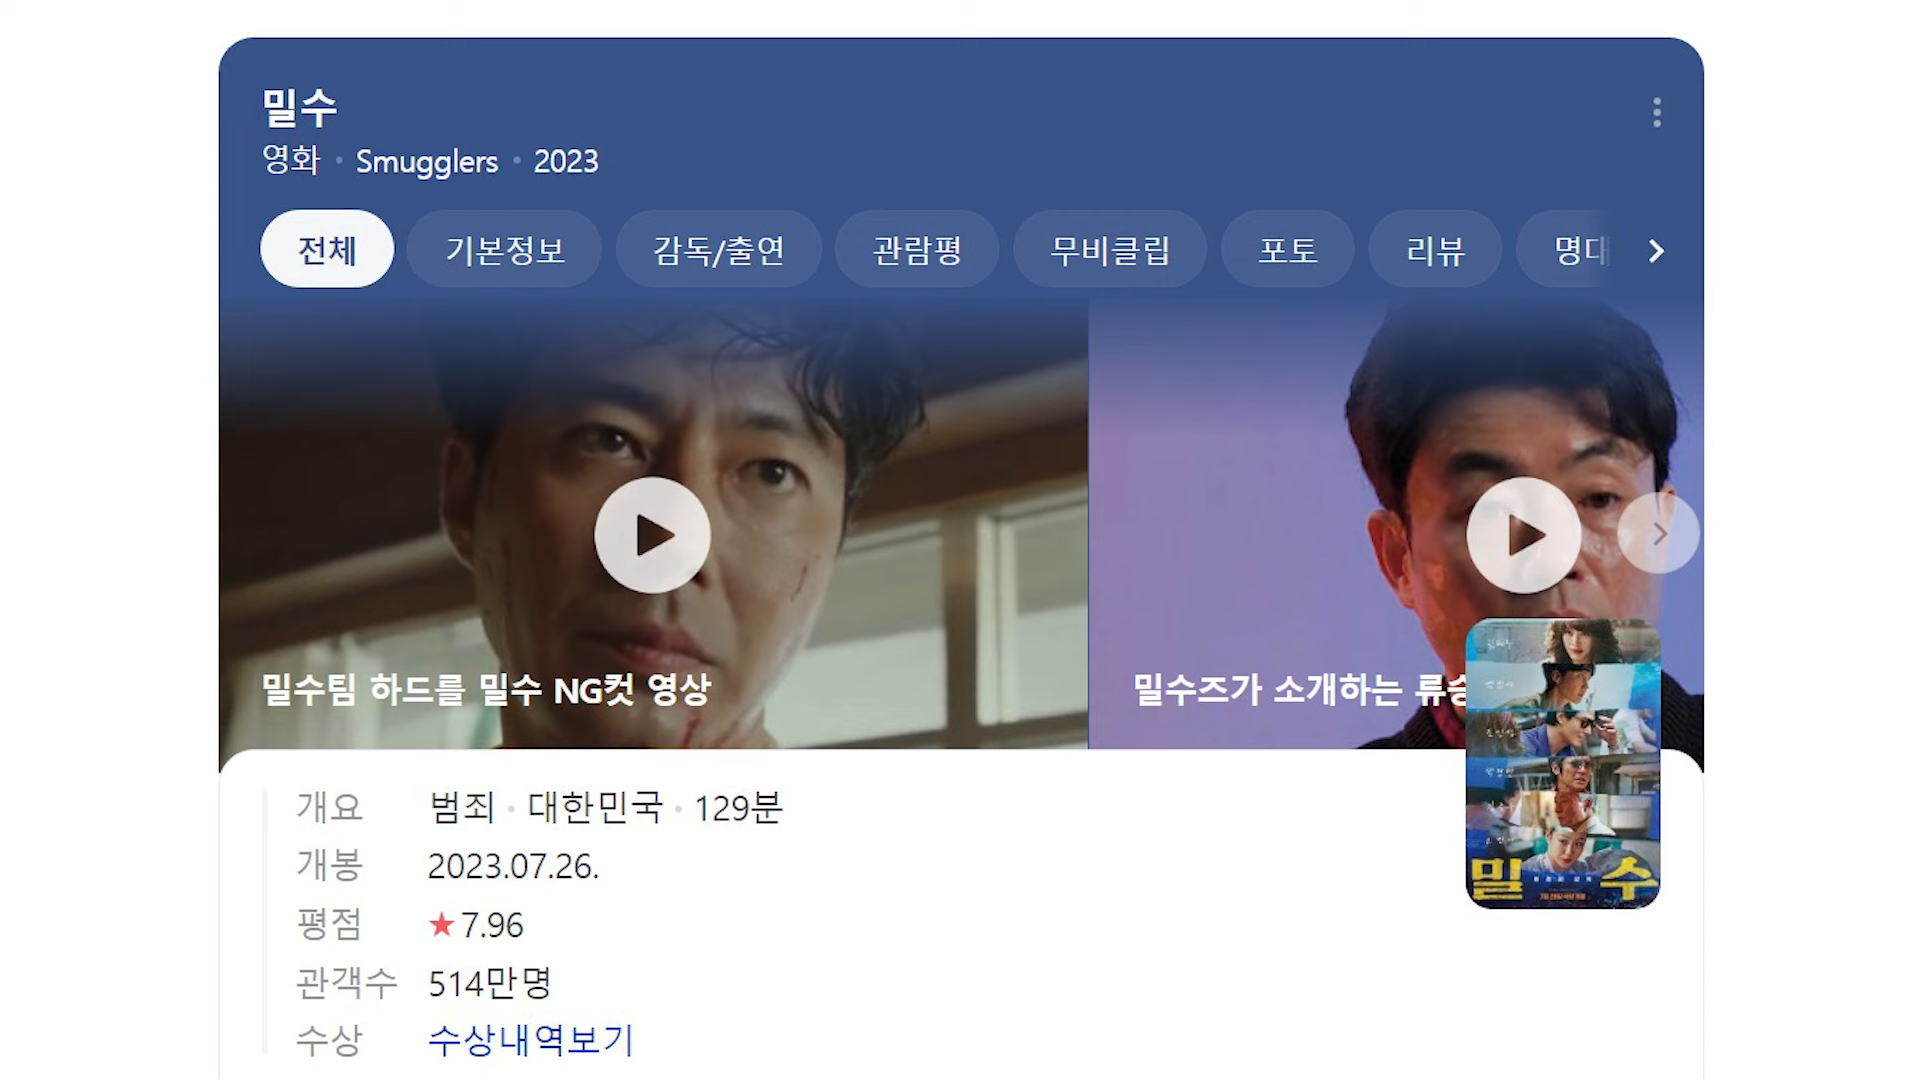 밀수
영화 · Smugglers · 2023
전체 기본정보 감독/출연 관람평 무비클립 포토 리뷰 명대
밀수팀 하드를 밀수 NG컷 영상
밀수즈가 소개하는 류승
밀수
개요 범죄 · 대한민국 · 129분
개봉 2023.07.26.
평점 ★7.96
관객수 514만명
수상 수상내역보기